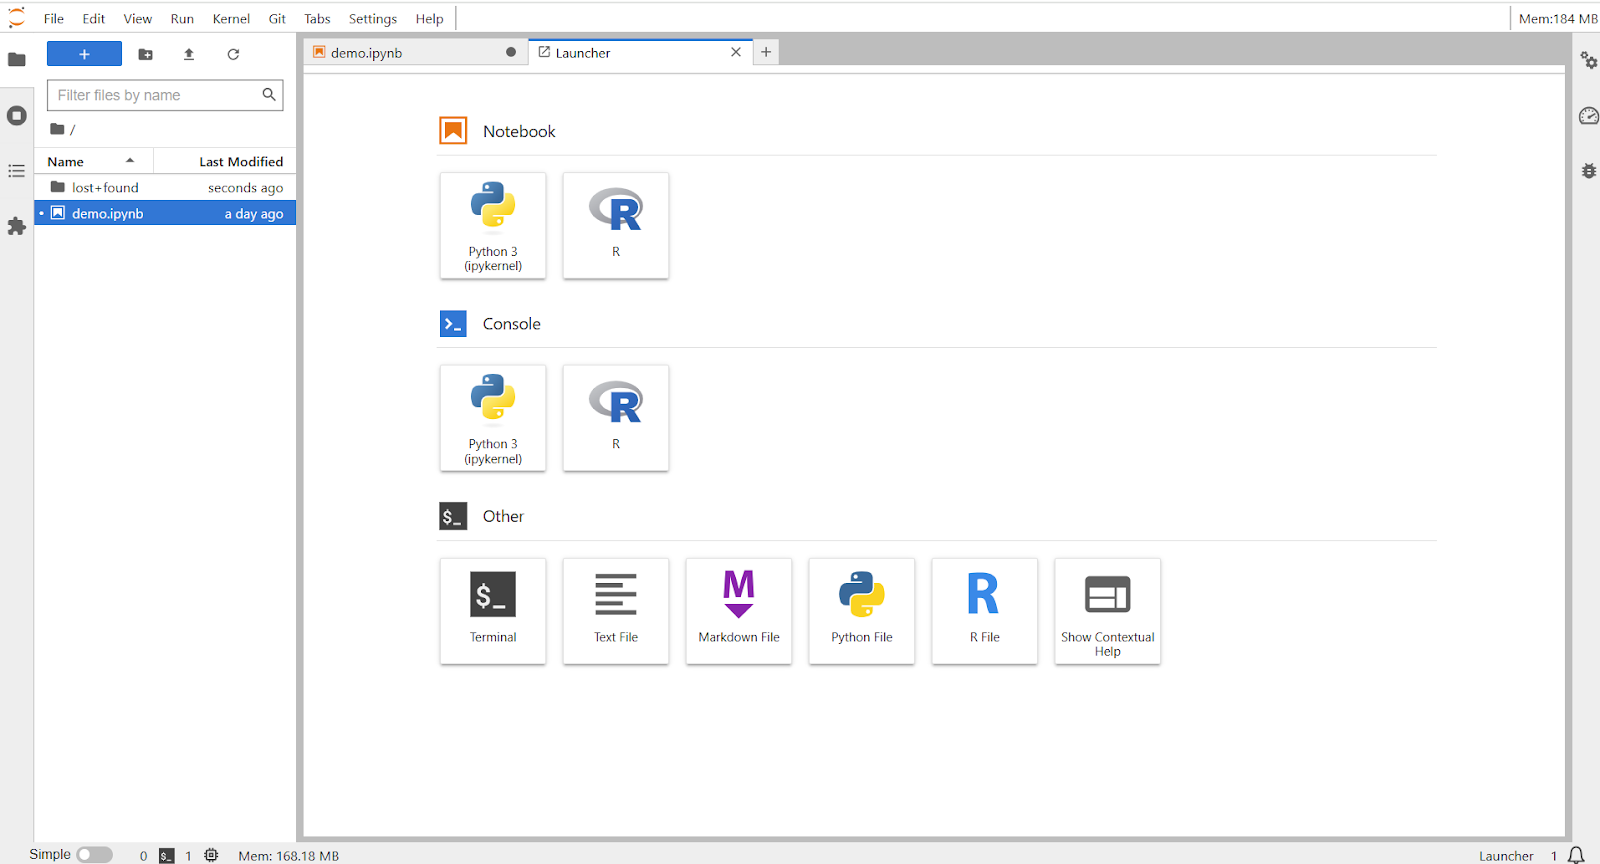 File Edit View Run Kernel Git Tabs Settings Help
Mem:184 MB
demo.ipynb
Launcher
Filter files by name
/
Name Last Modified
lost+found seconds ago
demo.ipynb a day ago
Notebook
Python 3
(ipykernel)
R
Console
Python 3
(ipykernel)
R
$_ Other
$_
Terminal
Text File
M
Markdown File
Python File
R
R File
Show Contextual
Help
Simple 0 $_ 1 Mem: 168.18 MB
Launcher 1